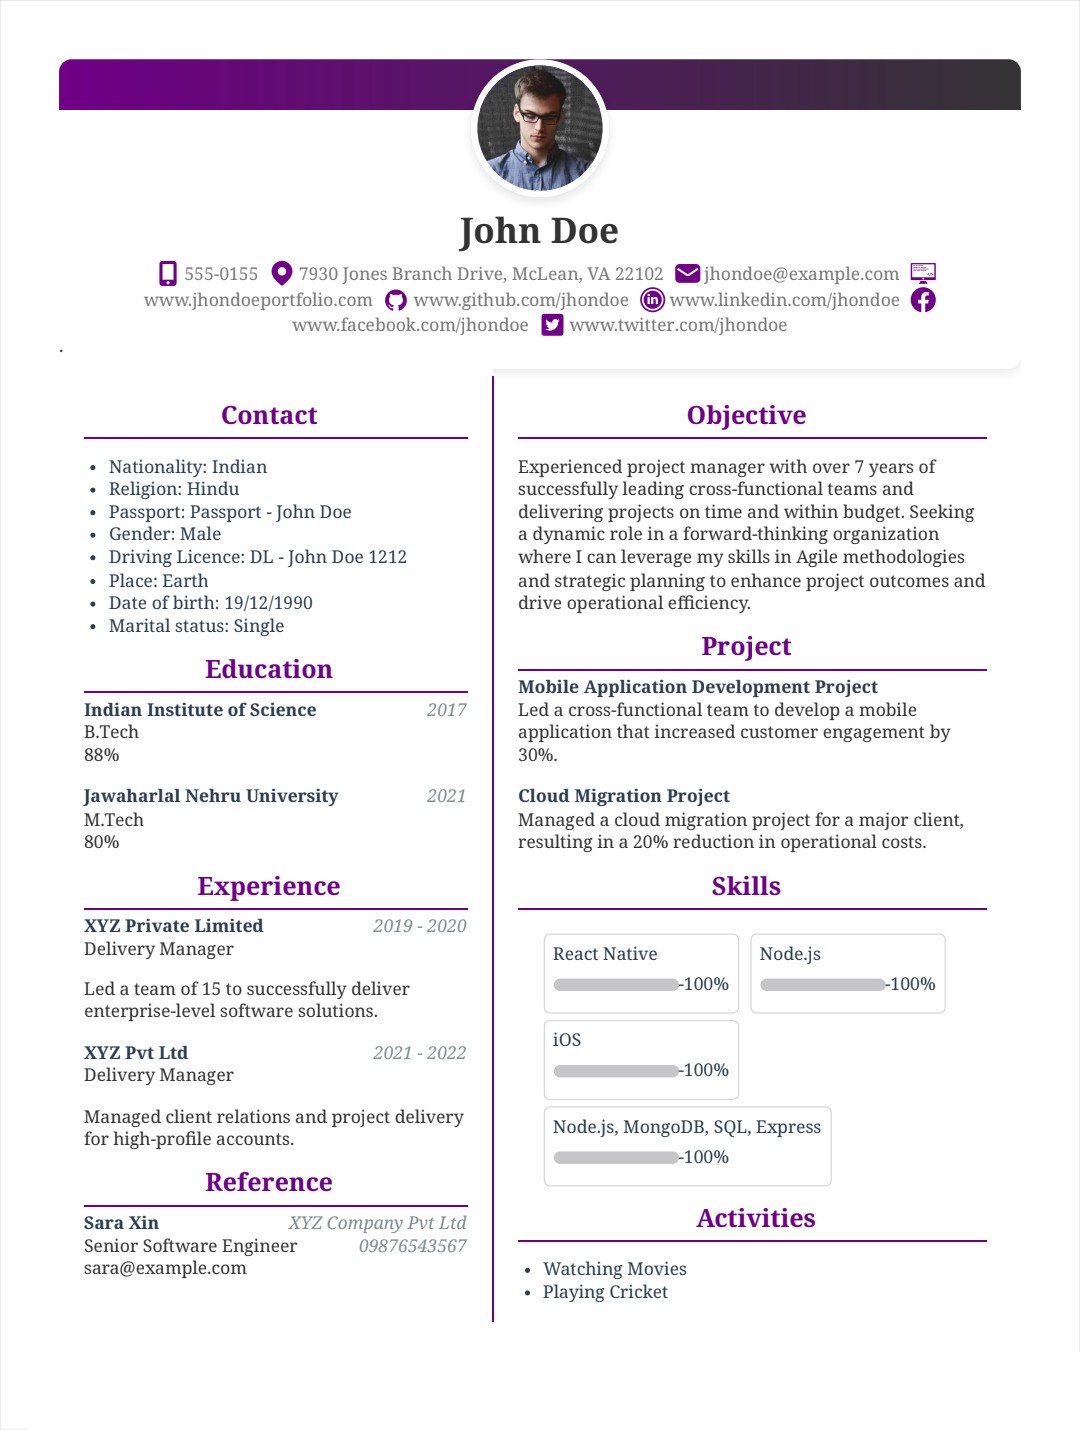 John Doe
555-0155 7930 Jones Branch Drive, McLean, VA 22102 jhondoe@example.com
www.jhondoeportfolio.com www.github.com/jhondoe www.linkedin.com/jhondoe
www.facebook.com/jhondoe www.twitter.com/jhondoe
.
Contact
• Nationality: Indian
• Religion: Hindu
• Passport: Passport - John Doe
• Gender: Male
• Driving Licence: DL - John Doe 1212
• Place: Earth
• Date of birth: 19/12/1990
• Marital status: Single
Education
Indian Institute of Science 2017
B.Tech
88%
Jawaharlal Nehru University 2021
M.Tech
80%
Experience
XYZ Private Limited 2019 - 2020
Delivery Manager
Led a team of 15 to successfully deliver
enterprise-level software solutions.
XYZ Pvt Ltd 2021 - 2022
Delivery Manager
Managed client relations and project delivery
for high-profile accounts.
Reference
Sara Xin XYZ Company Pvt Ltd
Senior Software Engineer 09876543567
sara@example.com
Objective
Experienced project manager with over 7 years of
successfully leading cross-functional teams and
delivering projects on time and within budget. Seeking
a dynamic role in a forward-thinking organization
where I can leverage my skills in Agile methodologies
and strategic planning to enhance project outcomes and
drive operational efficiency.
Project
Mobile Application Development Project
Led a cross-functional team to develop a mobile
application that increased customer engagement by
30%.
Cloud Migration Project
Managed a cloud migration project for a major client,
resulting in a 20% reduction in operational costs.
Skills
React Native
-100%
Node.js
-100%
iOS
-100%
Node.js, MongoDB, SQL, Express
-100%
Activities
• Watching Movies
• Playing Cricket